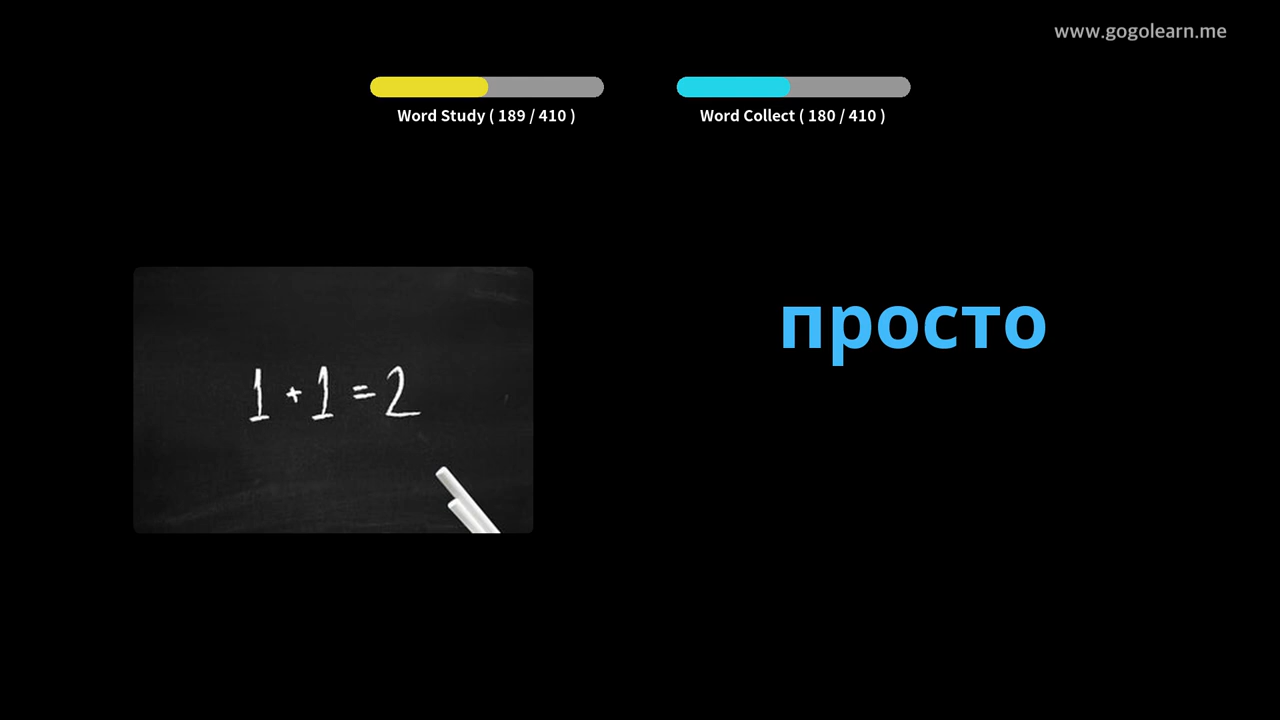 www.gogolearn.me
Word Study ( 189 / 410 )
Word Collect ( 180 / 410 )
просто
1 + 1 = 2